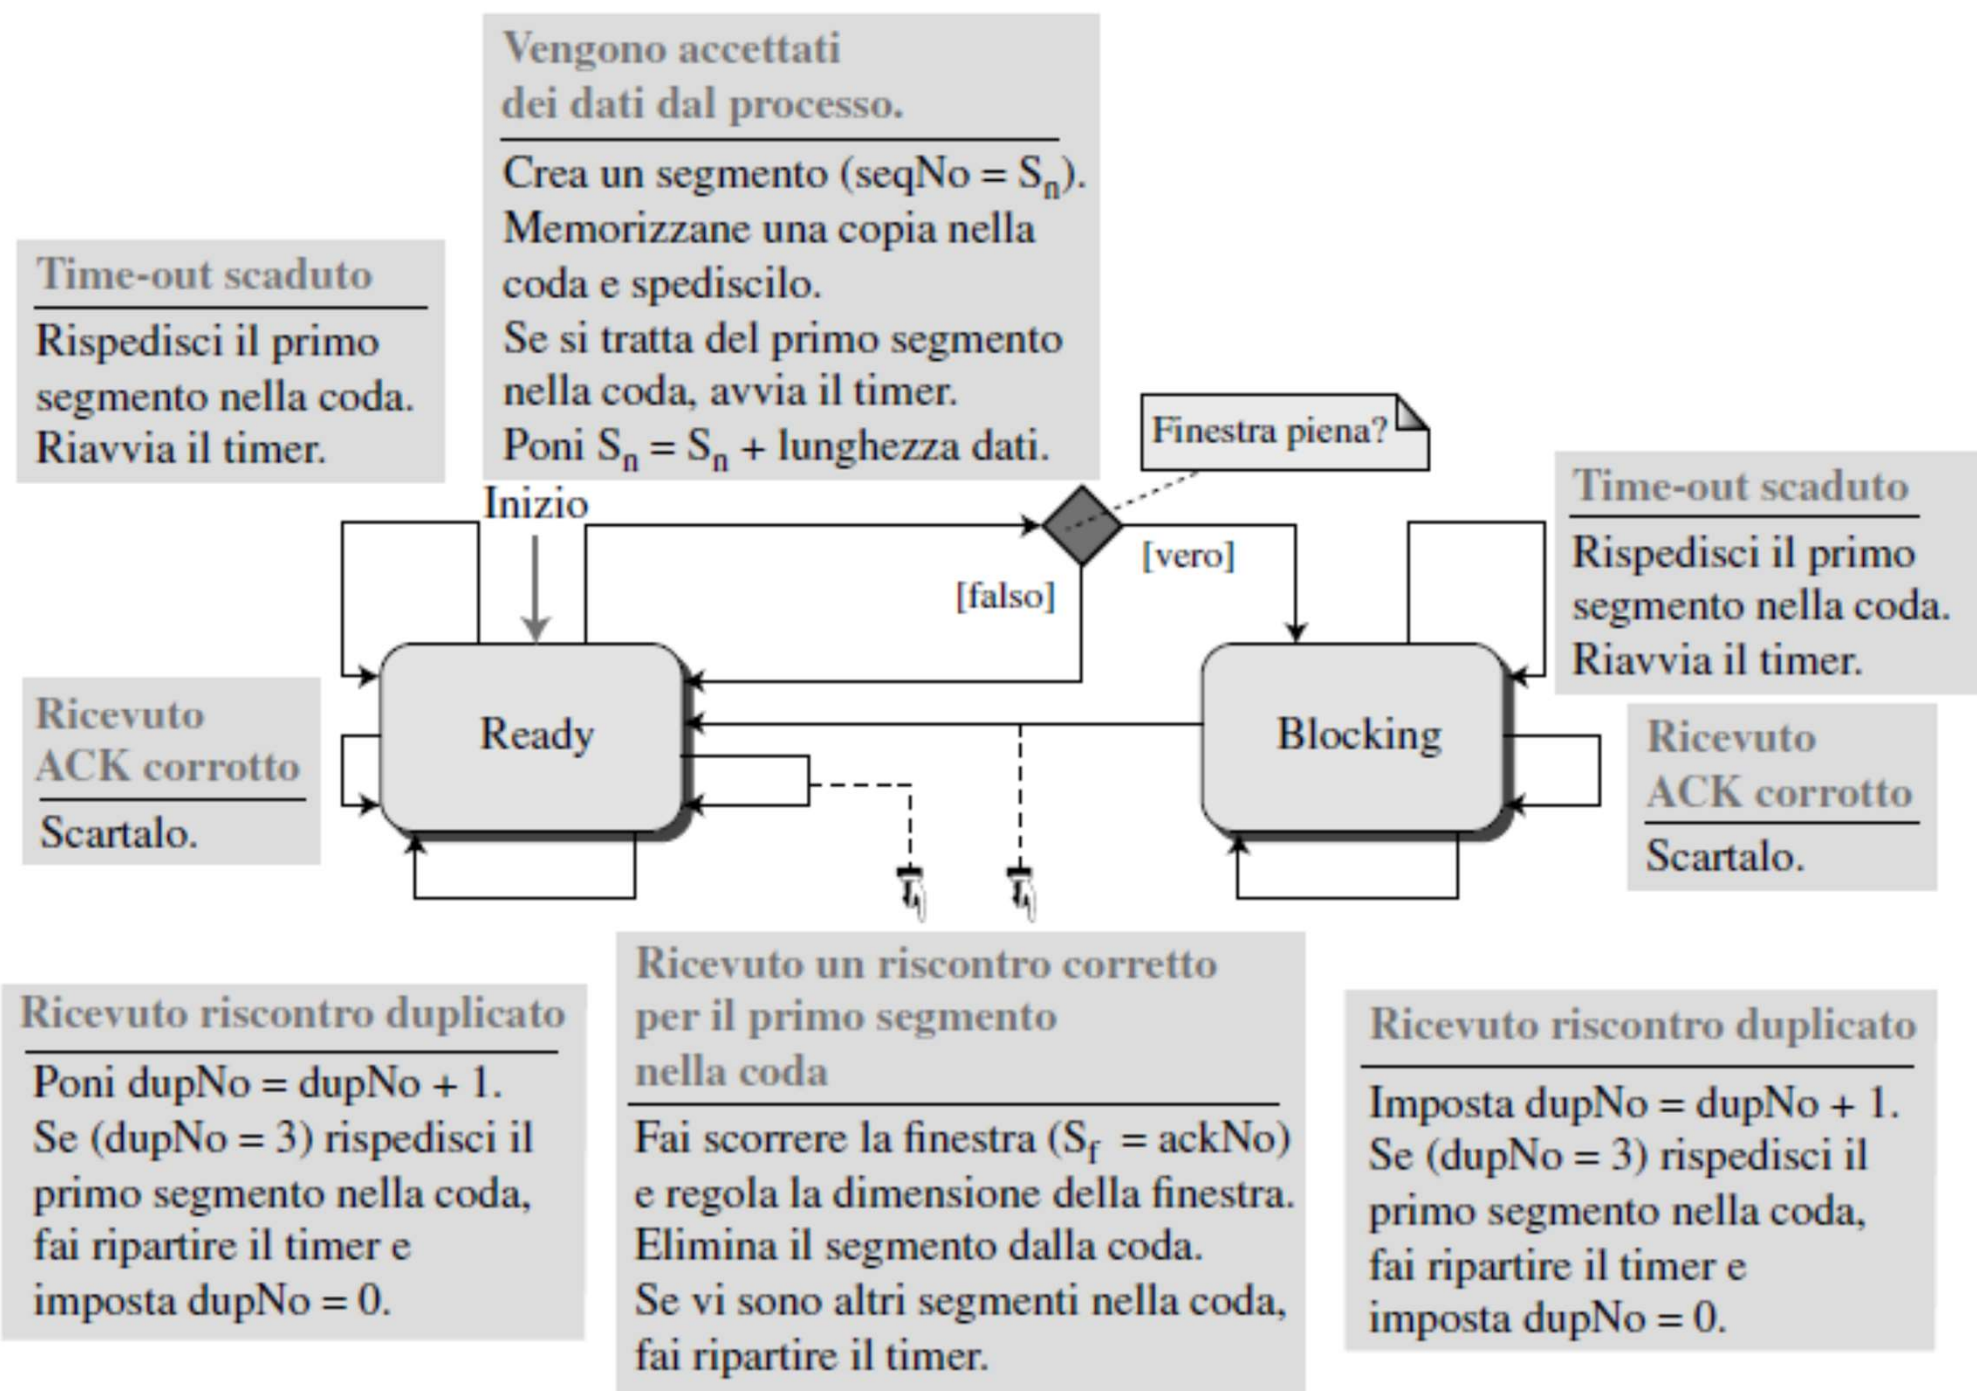 Vengono accettati
dei dati dal processo.
Crea un segmento (seqNo = Sn).
Memorizzane una copia nella
coda e spediscilo.
Se si tratta del primo segmento
nella coda, avvia il timer.
Poni Sn = Sn + lunghezza dati.
Time-out scaduto
Rispedisci il primo
segmento nella coda.
Riavvia il timer.
Finestra piena?
Time-out scaduto
Rispedisci il primo
segmento nella coda.
Riavvia il timer.
Inizio
[vero]
[falso]
Ricevuto
ACK corrotto
Scartalo.
Ready
Blocking
Ricevuto
ACK corrotto
Scartalo.
Ricevuto riscontro duplicato
Poni dupNo = dupNo + 1.
Se (dupNo = 3) rispedisci il
primo segmento nella coda,
fai ripartire il timer e
imposta dupNo = 0.
Ricevuto un riscontro corretto
per il primo segmento
nella coda
Fai scorrere la finestra (Sf = ackNo)
e regola la dimensione della finestra.
Elimina il segmento dalla coda.
Se vi sono altri segmenti nella coda,
fai ripartire il timer.
Ricevuto riscontro duplicato
Imposta dupNo = dupNo + 1.
Se (dupNo = 3) rispedisci il
primo segmento nella coda,
fai ripartire il timer e
imposta dupNo = 0.